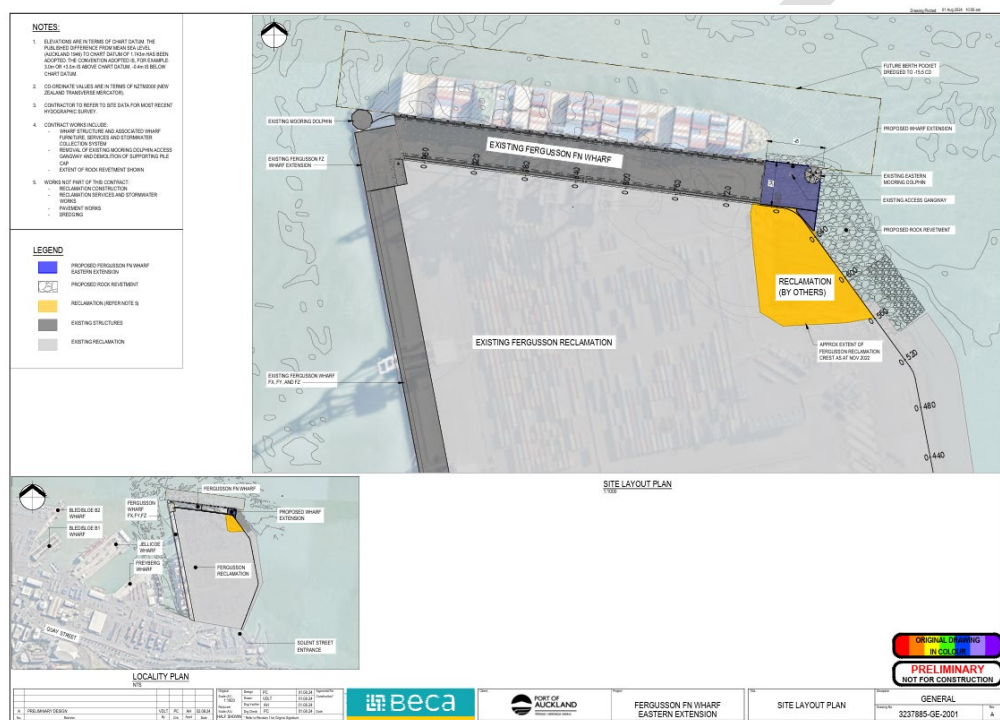 NOTES:
1. ELEVATIONS ARE IN TERMS OF CHART DATUM. THE
PUBLISHED DIFFERENCE FROM MEAN SEA LEVEL
(AUCKLAND 1946) TO CHART DATUM OF 1.743m HAS BEEN
ADOPTED. THE CONVENTION ADOPTED IS, FOR EXAMPLE:
3.0m OR +3.0m IS ABOVE CHART DATUM, -0.4m IS BELOW
CHART DATUM.
2. CO-ORDINATE VALUES ARE IN TERMS OF NZTM2000 (NEW
ZEALAND TRANSVERSE MERCATOR).
3. CONTRACTOR TO REFER TO SITE DATA FOR MOST RECENT
HYDOGRAPHIC SURVEY.
4. CONTRACT WORKS INCLUDE:
- WHARF STRUCTURE AND ASSOCIATED WHARF
FURNITURE, SERVICES AND STORMWATER
COLLECTION SYSTEM
- REMOVAL OF EXISTING MOORING DOLPHIN ACCESS
GANGWAY AND DEMOLITION OF SUPPORTING PILE
CAP
- EXTENT OF ROCK REVETMENT SHOWN
5. WORKS NOT PART OF THIS CONTRACT:
- RECLAMATION CONSTRUCTION
- RECLAMATION SERVICES AND STORMWATER
WORKS
- PAVEMENT WORKS
- DREDGING
LEGEND
PROPOSED FERGUSSON FN WHARF
EASTERN EXTENSION
PROPOSED ROCK REVETMENT
RECLAMATION (REFER NOTE 5)
EXISTING STRUCTURES
EXISTING RECLAMATION
FUTURE BERTH POCKET
DREDGED TO -15.5 CD
EXISTING MOORING DOLPHIN
PROPOSED WHARF EXTENSION
EXISTING FERGUSSON FN WHARF
EXISTING FERGUSSON FZ
WHARF EXTENSION
EXISTING EASTERN
MOORING DOLPHIN
EXISTING ACCESS GANGWAY
PROPOSED ROCK REVETMENT
RECLAMATION
(BY OTHERS)
EXISTING FERGUSSON RECLAMATION
APPROX EXTENT OF
FERGUSSON RECLAMATION
CREST AS AT NOV 2022
EXISTING FERGUSSON WHARF
FX, FY, AND FZ
0-560
0-520
0-480
0-440
SITE LAYOUT PLAN
1:1000
FERGUSSON FN WHARF
FERGUSSON
WHARF
FX,FY,FZ
PROPOSED WHARF
EXTENSION
BLEDISLOE B2
WHARF
BLEDISLOE B1
WHARF
JELLICOE
WHARF
FREYBERG
WHARF
FERGUSSON
RECLAMATION
QUAY STREET
SOLENT STREET
ENTRANCE
LOCALITY PLAN
NTS
ORIGINAL DRAWING
IN COLOUR
PRELIMINARY
NOT FOR CONSTRUCTION
A PRELIMINARY DESIGN
Beca
PORT OF
AUCKLAND
FERGUSSON FN WHARF
EASTERN EXTENSION
SITE LAYOUT PLAN
GENERAL
3237885-GE-2001
A